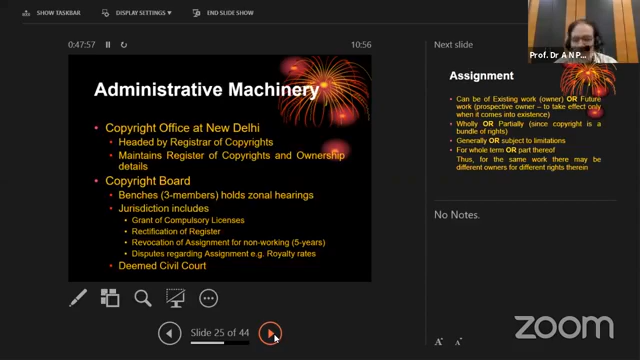 SHOW TASKBAR
DISPLAY SETTINGS ▾
END SLIDE SHOW
0:47:57
10:56
Next slide
Prof. Dr A N P...
Administrative Machinery
• Copyright Office at New Delhi
• Headed by Registrar of Copyrights
• Maintains Register of Copyrights and Ownership
details
• Copyright Board
• Benches (3-members) holds zonal hearings
• Jurisdiction includes
• Grant of Compulsory Licenses
• Rectification of Register
• Revocation of Assignment for non-working (5-years)
• Disputes regarding Assignment e.g. Royalty rates
• Deemed Civil Court
Assignment
• Can be of Existing work (owner) OR Future
work (prospective owner – to take effect only
when it comes into existence)
• Wholly OR Partially (since copyright is a
bundle of rights)
• Generally OR subject to limitations
• For whole term OR part thereof
Thus, for the same work there may be
different owners for different rights therein
No Notes.
Slide 25 of 44
A A
zoom